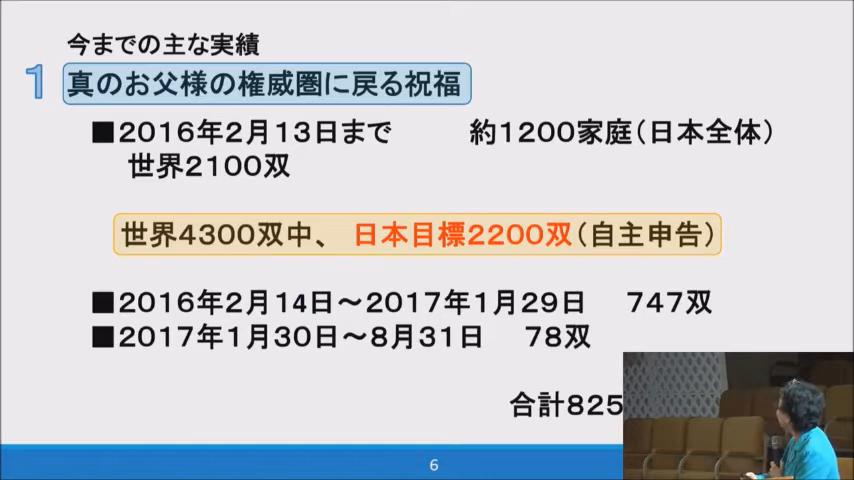 今までの主な実績
1 真のお父様の権威圏に戻る祝福
■2016年2月13日まで 約1200家庭(日本全体)
世界2100双
世界4300双中、 日本目標2200双(自主申告)
■2016年2月14日～2017年1月29日 747双
■2017年1月30日～8月31日 78双
合計825
6